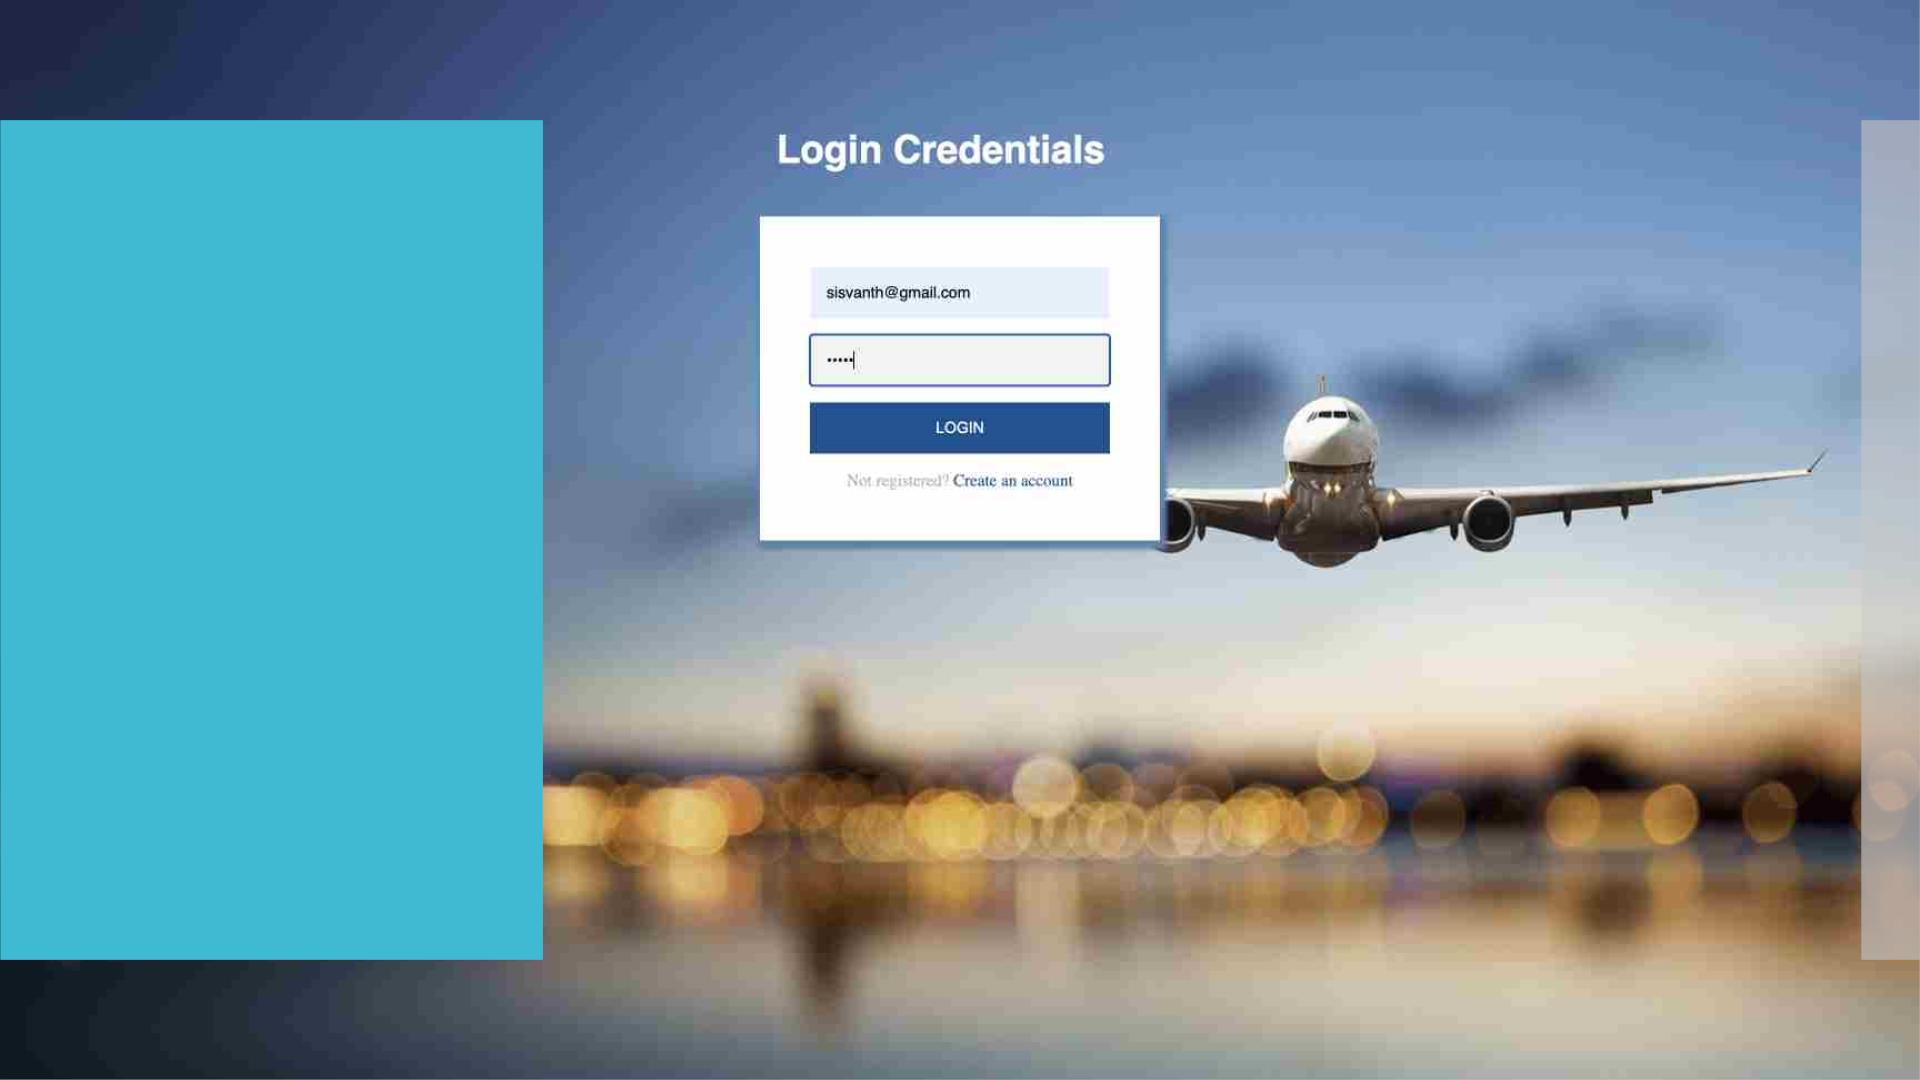 Login Credentials
sisvanth@gmail.com
•••••
LOGIN
Not registered? Create an account